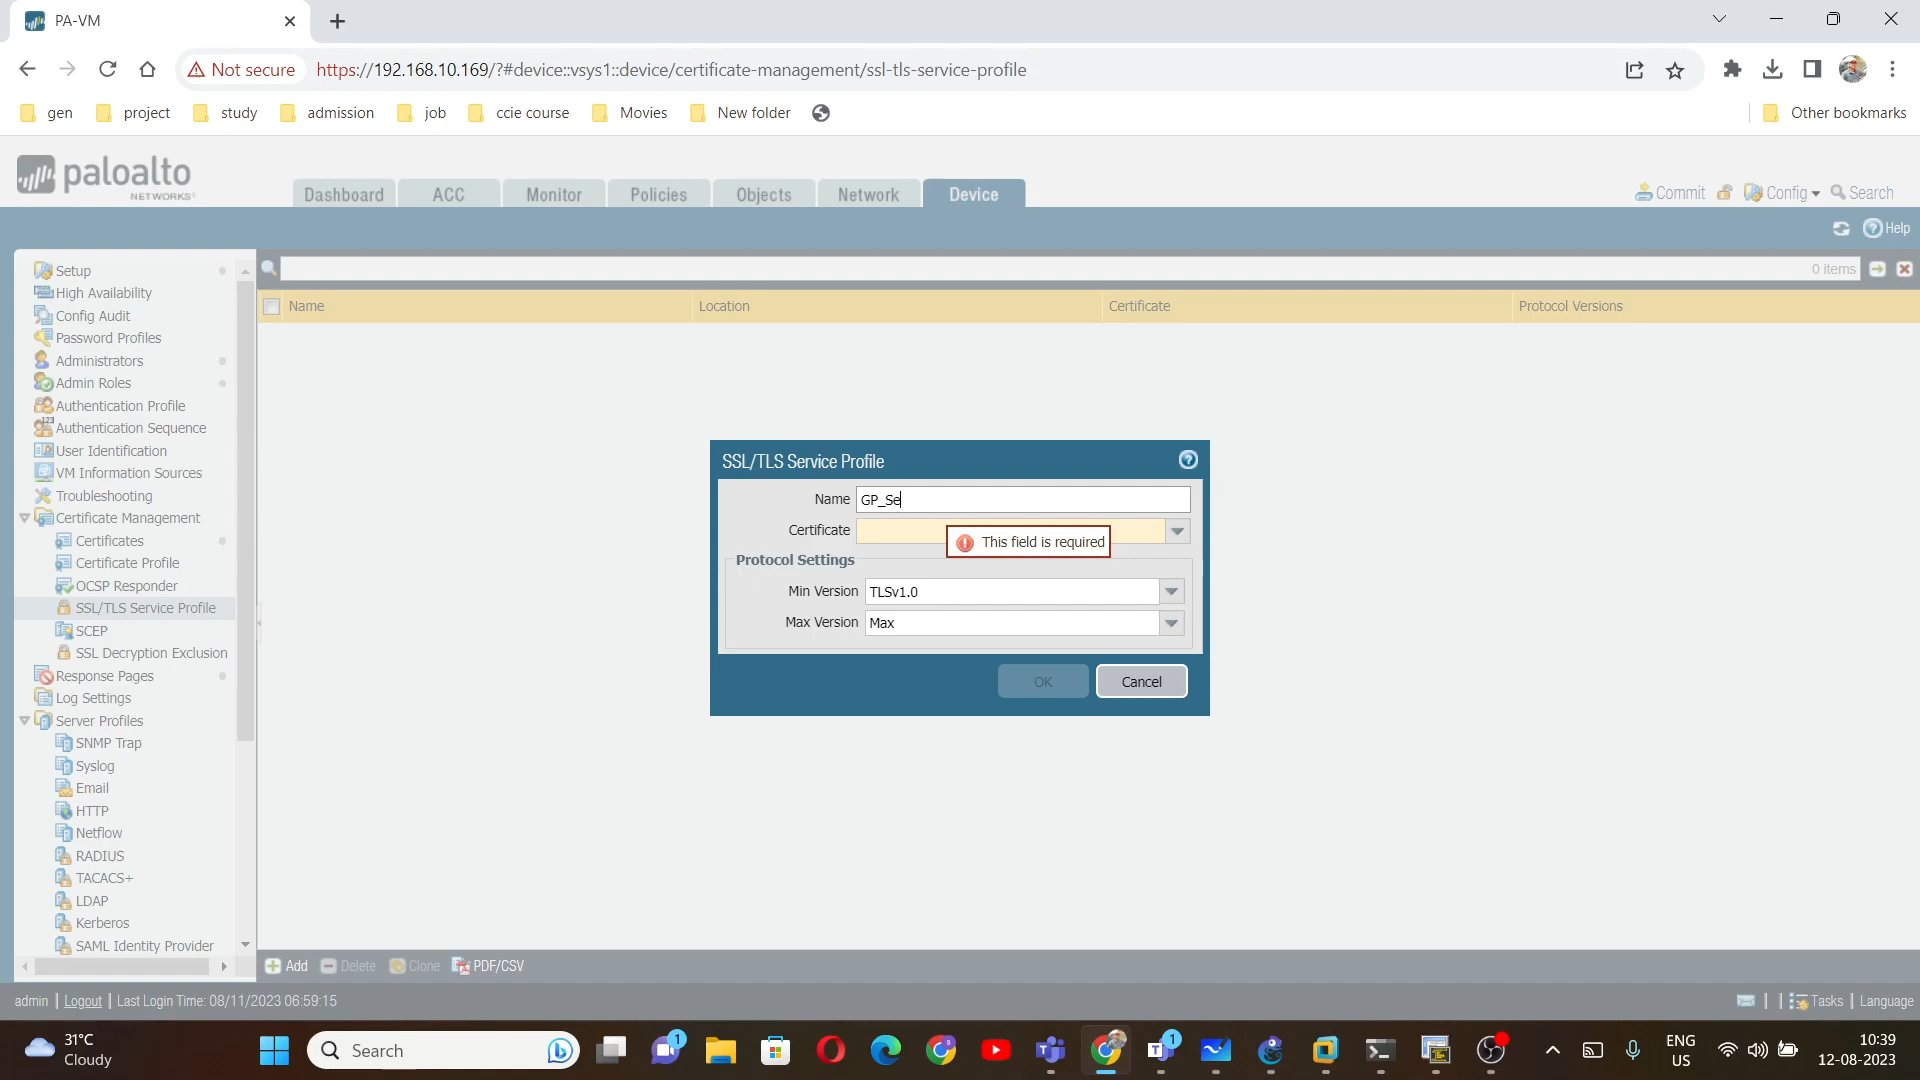 PA-VM
Not secure https://192.168.10.169/?#device::vsys1::device/certificate-management/ssl-tls-service-profile
gen project study admission job ccie course Movies New folder Other bookmarks
paloalto
NETWORKS®
Dashboard ACC Monitor Policies Objects Network Device
Commit Config Search
Help
0 items
Name Location Certificate Protocol Versions
Setup
High Availability
Config Audit
Password Profiles
Administrators
Admin Roles
Authentication Profile
Authentication Sequence
User Identification
VM Information Sources
Troubleshooting
Certificate Management
Certificates
Certificate Profile
OCSP Responder
SSL/TLS Service Profile
SCEP
SSL Decryption Exclusion
Response Pages
Log Settings
Server Profiles
SNMP Trap
Syslog
Email
HTTP
Netflow
RADIUS
TACACS+
LDAP
Kerberos
SAML Identity Provider
SSL/TLS Service Profile
Name GP_Se
Certificate
This field is required
Protocol Settings
Min Version TLSv1.0
Max Version Max
OK Cancel
Add Delete Clone PDF/CSV
admin | Logout | Last Login Time: 08/11/2023 06:59:15
Tasks | Language
31°C
Cloudy
Search
1
8
1
ENG
US
10:39
12-08-2023